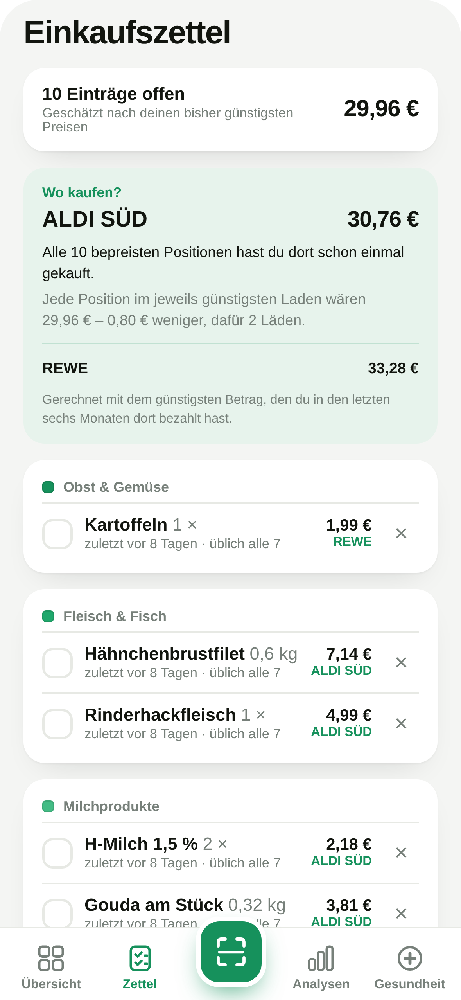 Einkaufszettel
10 Einträge offen
Geschätzt nach deinen bisher günstigsten
Preisen
29,96 €
Wo kaufen?
ALDI SÜD 30,76 €
Alle 10 bepreisten Positionen hast du dort schon einmal
gekauft.
Jede Position im jeweils günstigsten Laden wären
29,96 € – 0,80 € weniger, dafür 2 Läden.
REWE 33,28 €
Gerechnet mit dem günstigsten Betrag, den du in den letzten
sechs Monaten dort bezahlt hast.
Obst & Gemüse
Kartoffeln 1 × 1,99 € ×
zuletzt vor 8 Tagen · üblich alle 7 REWE
Fleisch & Fisch
Hähnchenbrustfilet 0,6 kg 7,14 € ×
zuletzt vor 8 Tagen · üblich alle 7 ALDI SÜD
Rinderhackfleisch 1 × 4,99 € ×
zuletzt vor 8 Tagen · üblich alle 7 ALDI SÜD
Milchprodukte
H-Milch 1,5 % 2 × 2,18 € ×
zuletzt vor 8 Tagen · üblich alle 7 ALDI SÜD
Gouda am Stück 0,32 kg 3,81 € ×
zuletzt vor 8 Tagen alle 7 ALDI SÜD
Übersicht Zettel Analysen Gesundheit